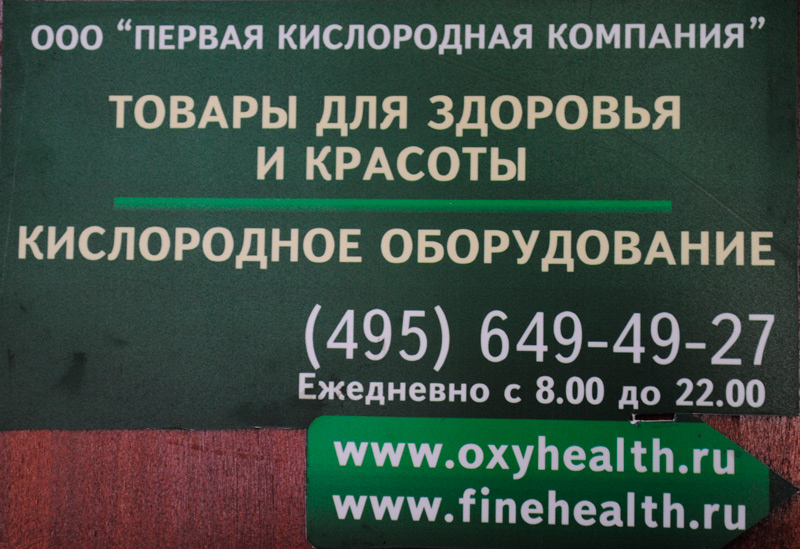 ООО “ПЕРВАЯ КИСЛОРОДНАЯ КОМПАНИЯ”
ТОВАРЫ ДЛЯ ЗДОРОВЬЯ
И КРАСОТЫ
КИСЛОРОДНОЕ ОБОРУДОВАНИЕ
(495) 649-49-27
Ежедневно с 8.00 до 22.00
www.oxyhealth.ru
www.finehealth.ru